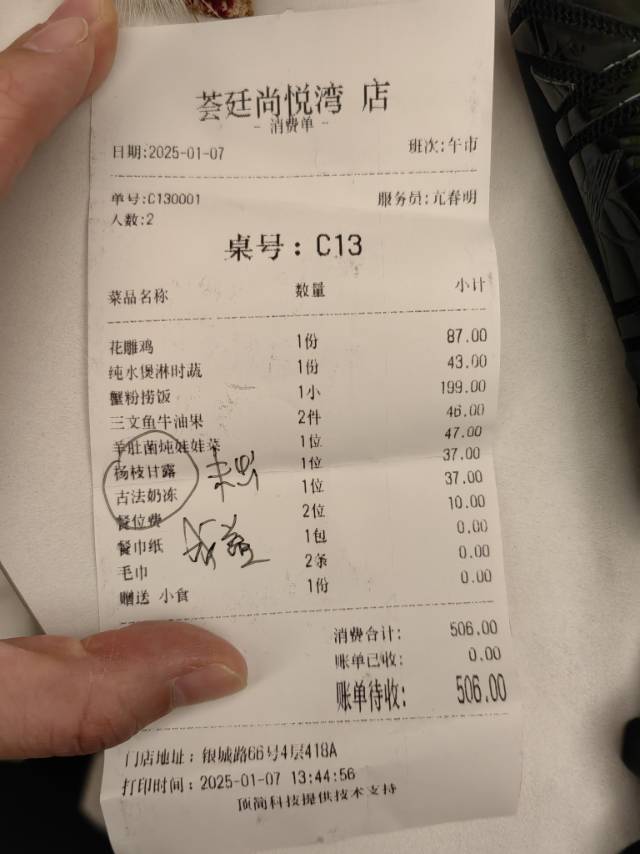 荟廷尚悦湾 店
- 消费单 -
日期:2025-01-07 班次:午市
单号:C130001 服务员:亢春明
人数:2
桌号：C13
菜品名称 数量 小计
花雕鸡 1份 87.00
纯水煲淋时蔬 1份 43.00
蟹粉捞饭 1小 199.00
三文鱼牛油果 2件 46.00
羊肚菌炖娃娃菜 1位 47.00
杨枝甘露 1位 37.00
古法奶冻 1位 37.00
餐位费 2位 10.00
餐巾纸 1包 0.00
毛巾 2条 0.00
赠送 小食 1份 0.00
消费合计: 506.00
账单已收: 0.00
账单待收: 506.00
门店地址：银城路66号4层418A
打印时间：2025-01-07 13:44:56
顶简科技提供技术支持